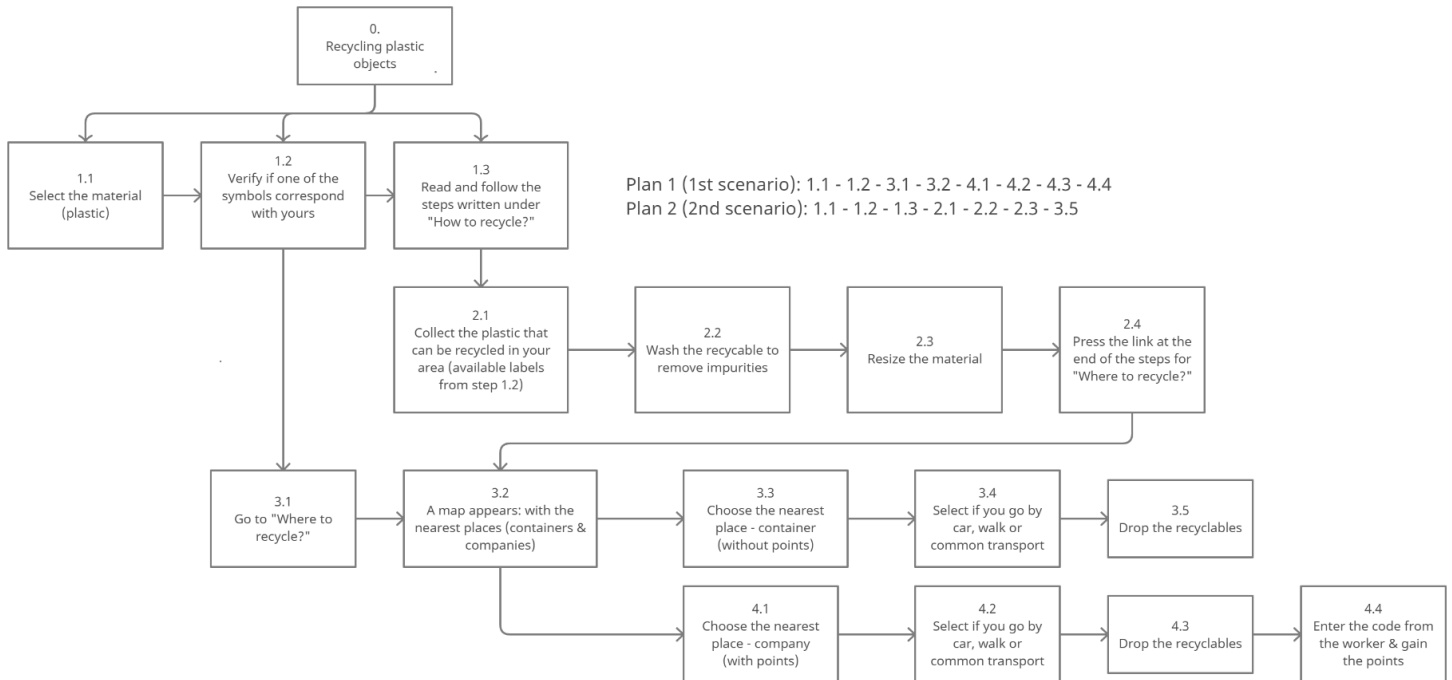 0.
Recycling plastic
objects
1.1
Select the material
(plastic)
1.2
Verify if one of the
symbols correspond
with yours
1.3
Read and follow the
steps written under
"How to recycle?"
Plan 1 (1st scenario): 1.1 - 1.2 - 3.1 - 3.2 - 4.1 - 4.2 - 4.3 - 4.4
Plan 2 (2nd scenario): 1.1 - 1.2 - 1.3 - 2.1 - 2.2 - 2.3 - 3.5
2.1
Collect the plastic that
can be recycled in your
area (available labels
from step 1.2)
2.2
Wash the recycable to
remove impurities
2.3
Resize the material
2.4
Press the link at the
end of the steps for
"Where to recycle?"
3.1
Go to "Where to
recycle?"
3.2
A map appears: with the
nearest places (containers &
companies)
3.3
Choose the nearest
place - container
(without points)
3.4
Select if you go by
car, walk or
common transport
3.5
Drop the recyclables
4.1
Choose the nearest
place - company
(with points)
4.2
Select if you go by
car, walk or
common transport
4.3
Drop the recyclables
4.4
Enter the code from
the worker & gain
the points